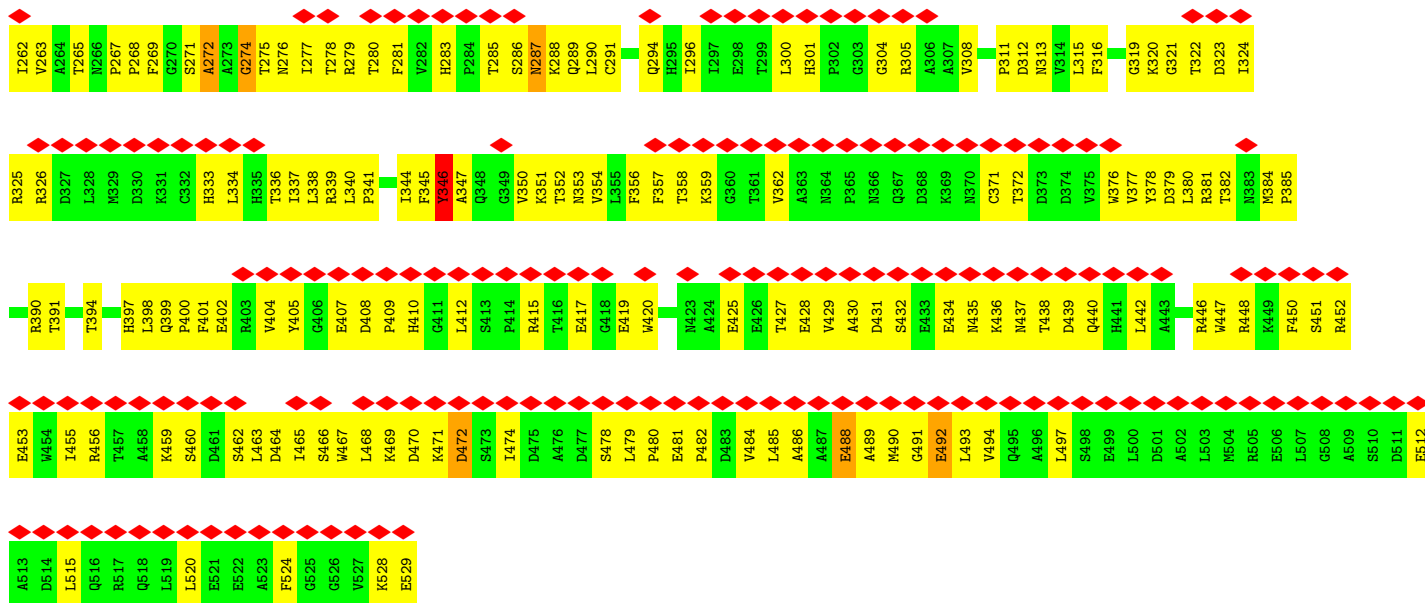 I262 V263 A264 T265 N266 P267 P268 F269 G270 S271 A272 A273 G274 T275 N276 I277 T278 R279 T280 F281 V282 H283 P284 T285 S286 N287 K288 Q289 L290 C291 Q294 H295 I296 I297 E298 T299 L300 H301 P302 G303 G304 R305 A306 A307 V308 P311 D312 N313 V314 L315 F316 G319 K320 G321 T322 D323 I324
R325 R326 D327 L328 M329 D330 K331 C332 H333 L334 H335 T336 I337 L338 R339 L340 P341 I344 F345 Y346 A347 Q348 G349 V350 K351 T352 N353 V354 L355 F356 F357 T358 K359 G360 T361 V362 A363 N364 P365 N366 Q367 D368 K369 N370 C371 T372 D373 D374 V375 W376 V377 Y378 D379 L380 R381 T382 N383 M384 P385
R390 T391 T394 H397 L398 Q399 P400 F401 E402 R403 V404 Y405 G406 E407 D408 P409 H410 G411 L412 S413 P414 R415 T416 E417 G418 E419 W420 N423 A424 E425 E426 T427 E428 V429 A430 D431 S432 E433 E434 N435 K436 N437 T438 D439 Q440 H441 L442 A443 R446 W447 R448 K449 F450 S451 R452
E453 W454 I455 R456 T457 A458 K459 S460 D461 S462 L463 D464 I465 S466 W467 L468 K469 D470 K471 D472 S473 I474 D475 A476 D477 S478 L479 P480 E481 P482 D483 V484 L485 A486 A487 E488 A489 M490 G491 E492 L493 V494 Q495 A496 L497 S498 E499 L500 D501 A502 L503 M504 R505 E506 L507 G508 A509 S510 D511 E512
A513 D514 L515 Q516 R517 Q518 L519 L520 E521 E522 A523 F524 G525 G526 V527 K528 E529